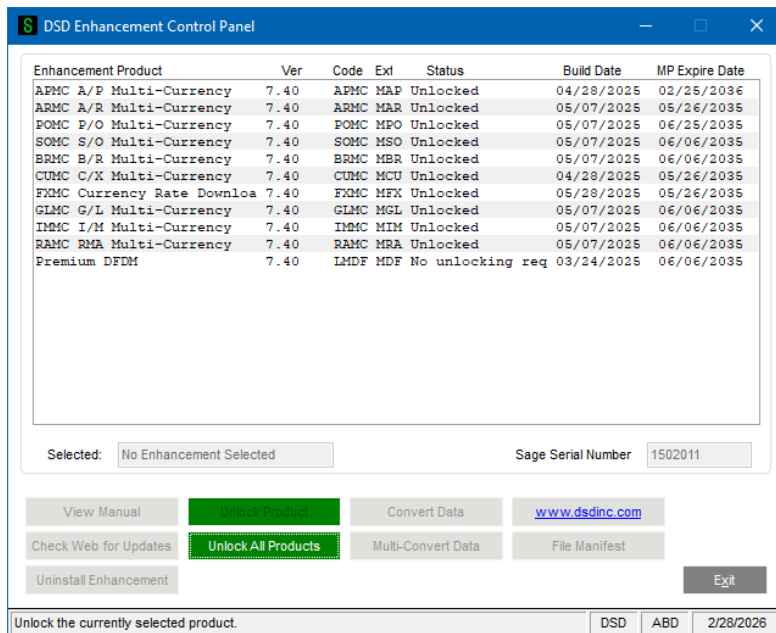 DSD Enhancement Control Panel
Enhancement Product Ver Code Ext Status Build Date MP Expire Date
APMC A/P Multi-Currency 7.40 APMC MAP Unlocked 04/28/2025 02/25/2036
ARMC A/R Multi-Currency 7.40 ARMC MAR Unlocked 05/07/2025 05/26/2035
POMC P/O Multi-Currency 7.40 POMC MPO Unlocked 05/07/2025 06/25/2035
SOMC S/O Multi-Currency 7.40 SOMC MSO Unlocked 05/07/2025 06/06/2035
BRMC B/R Multi-Currency 7.40 BRMC MBR Unlocked 05/07/2025 06/06/2035
CUMC C/X Multi-Currency 7.40 CUMC MCU Unlocked 04/28/2025 05/26/2035
FXMC Currency Rate Downloa 7.40 FXMC MFX Unlocked 05/28/2025 05/26/2035
GLMC G/L Multi-Currency 7.40 GLMC MGL Unlocked 05/07/2025 06/06/2035
IMMC I/M Multi-Currency 7.40 IMMC MIM Unlocked 05/07/2025 06/06/2035
RAMC RMA Multi-Currency 7.40 RAMC MRA Unlocked 05/07/2025 06/06/2035
Premium DFDM 7.40 LMDF MDF No unlocking req 03/24/2025 06/06/2035
Selected: No Enhancement Selected Sage Serial Number 1502011
View Manual Unlock Product Convert Data www.dsdinc.com
Check Web for Updates Unlock All Products Multi-Convert Data File Manifest
Uninstall Enhancement Exit
Unlock the currently selected product. DSD ABD 2/28/2026